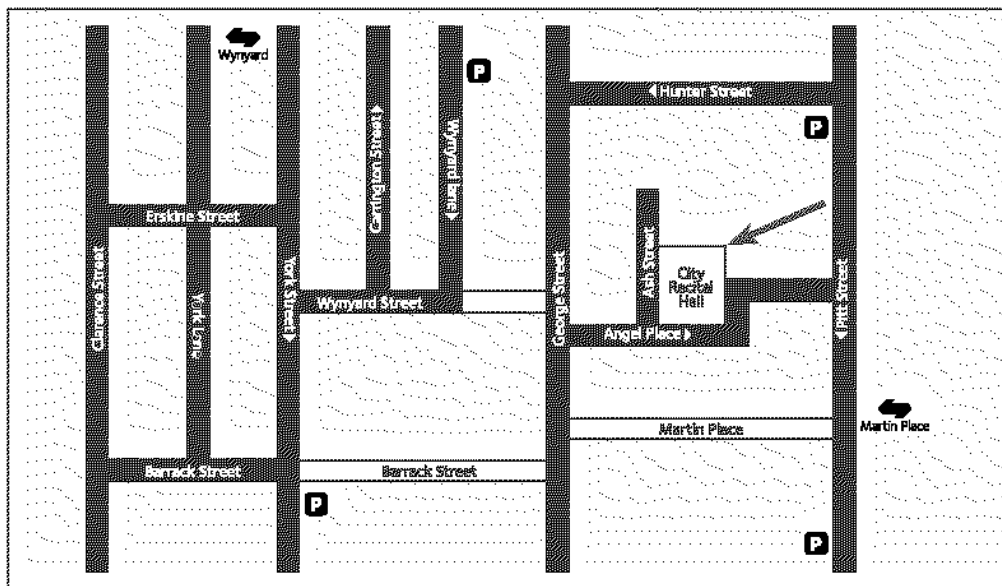 Wynyard
P
Hunter Street
P
Carrington Street
Wynyard Lane
Erskine Street
Ash Street
City
Recital
Hall
Clarence Street
York Lane
York Street
Wynyard Street
George Street
Angel Place
Pitt Street
Martin Place
Martin Place
Barrack Street
Barrack Street
P
P